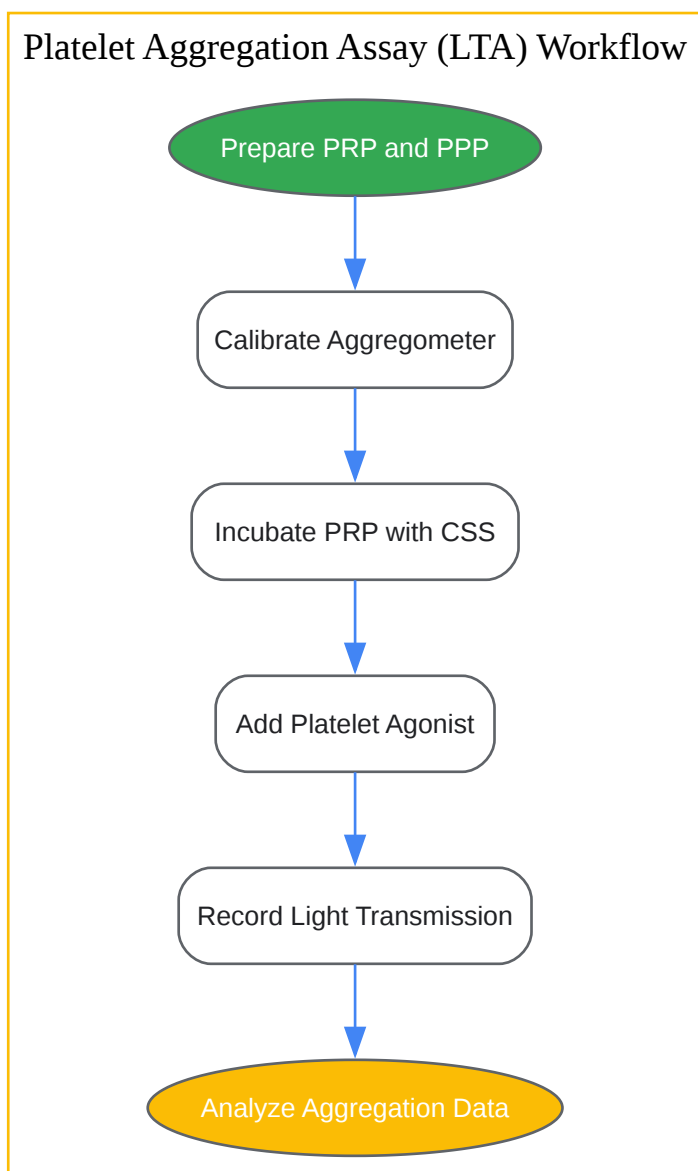 Platelet Aggregation Assay (LTA) Workflow
Prepare PRP and PPP
Calibrate Aggregometer
Incubate PRP with CSS
Add Platelet Agonist
Record Light Transmission
Analyze Aggregation Data